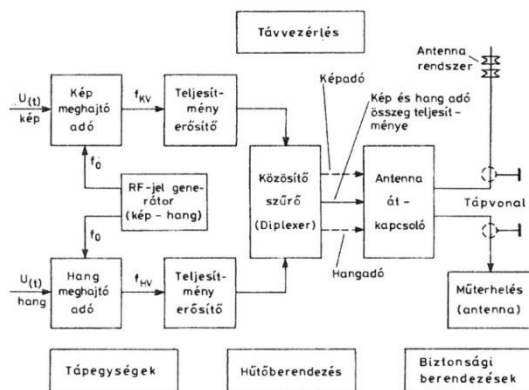 Távvezérlés
Antenna
rendszer
U(t)
kép
Kép
meghajtó
adó
fKV
Teljesít-
mény
erősítő
Képadó
Kép és hang adó
összeg teljesít-
ménye
f0
RF-jel gene-
rátor
(kép - hang)
f0
Közösítő
szűrő
(Diplexer)
Antenna
át -
kapcsoló
Tápvonal
Hangadó
U(t)
hang
Hang
meghajtó
adó
fHV
Teljesít-
mény
erősítő
Műterhelés
(antenna)
Tápegységek
Hűtőberendezés
Biztonsági
berendezések